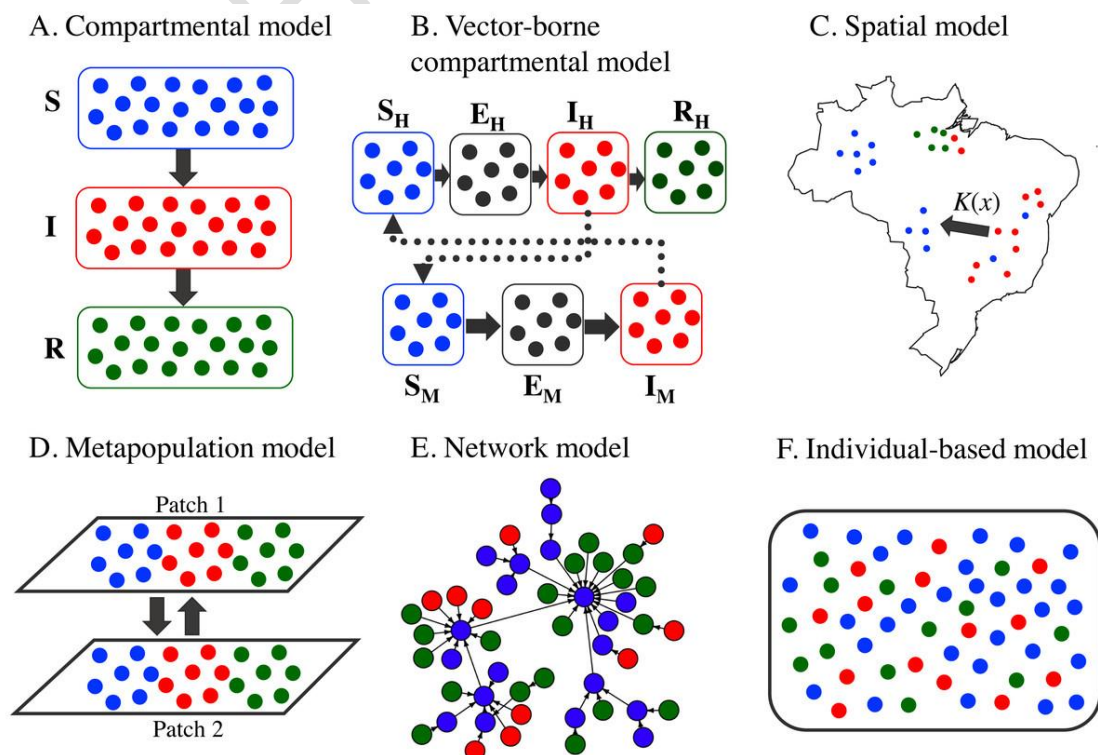 A. Compartmental model
S
I
R
B. Vector-borne
compartmental model
S_H E_H I_H R_H
S_M E_M I_M
C. Spatial model
K(x)
D. Metapopulation model
Patch 1
Patch 2
E. Network model
F. Individual-based model